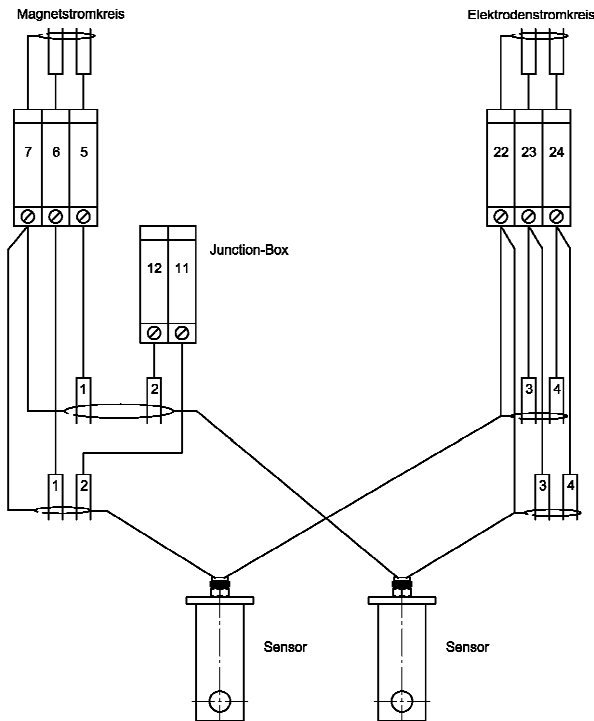 Magnetstromkreis
Elektrodenstromkreis
7 6 5
22 23 24
12 11
Junction-Box
1 2
3 4
1 2
3 4
Sensor
Sensor